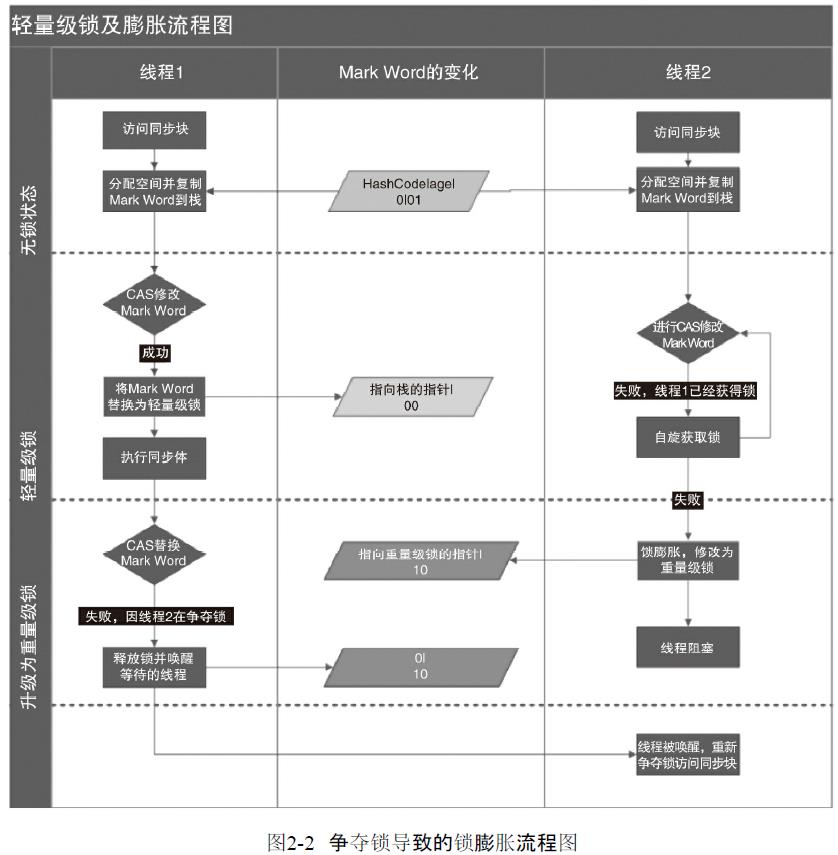 轻量级锁及膨胀流程图
线程1
Mark Word的变化
线程2
无锁状态
访问同步块
访问同步块
分配空间并复制
Mark Word到栈
HashCode|age|
0|01
分配空间并复制
Mark Word到栈
轻量级锁
CAS修改
Mark Word
成功
将Mark Word
替换为轻量级锁
执行同步体
指向栈的指针|
00
进行CAS修改
Mark Word
失败，线程1已经获得锁
自旋获取锁
失败
升级为重量级锁
CAS替换
Mark Word
失败，因线程2在争夺锁
释放锁并唤醒
等待的线程
指向重量级锁的指针|
10
0|
10
锁膨胀，修改为
重量级锁
线程阻塞
线程被唤醒，重新
争夺锁访问同步块
图2-2 争夺锁导致的锁膨胀流程图